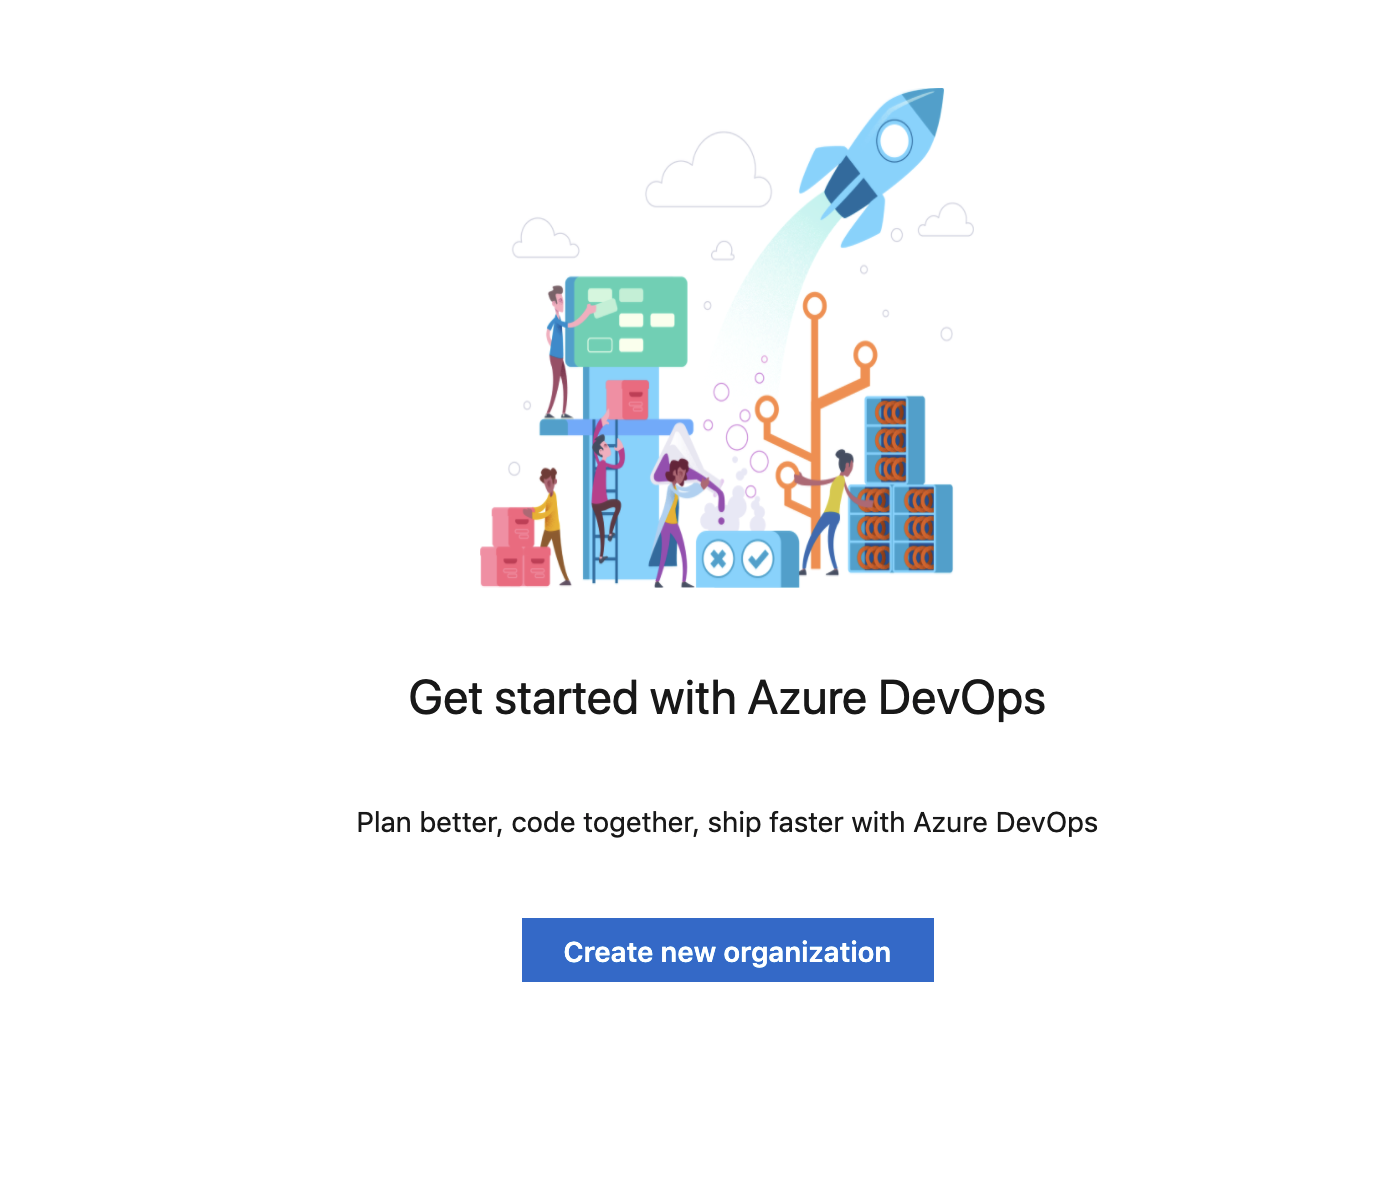 Get started with Azure DevOps
Plan better, code together, ship faster with Azure DevOps
Create new organization